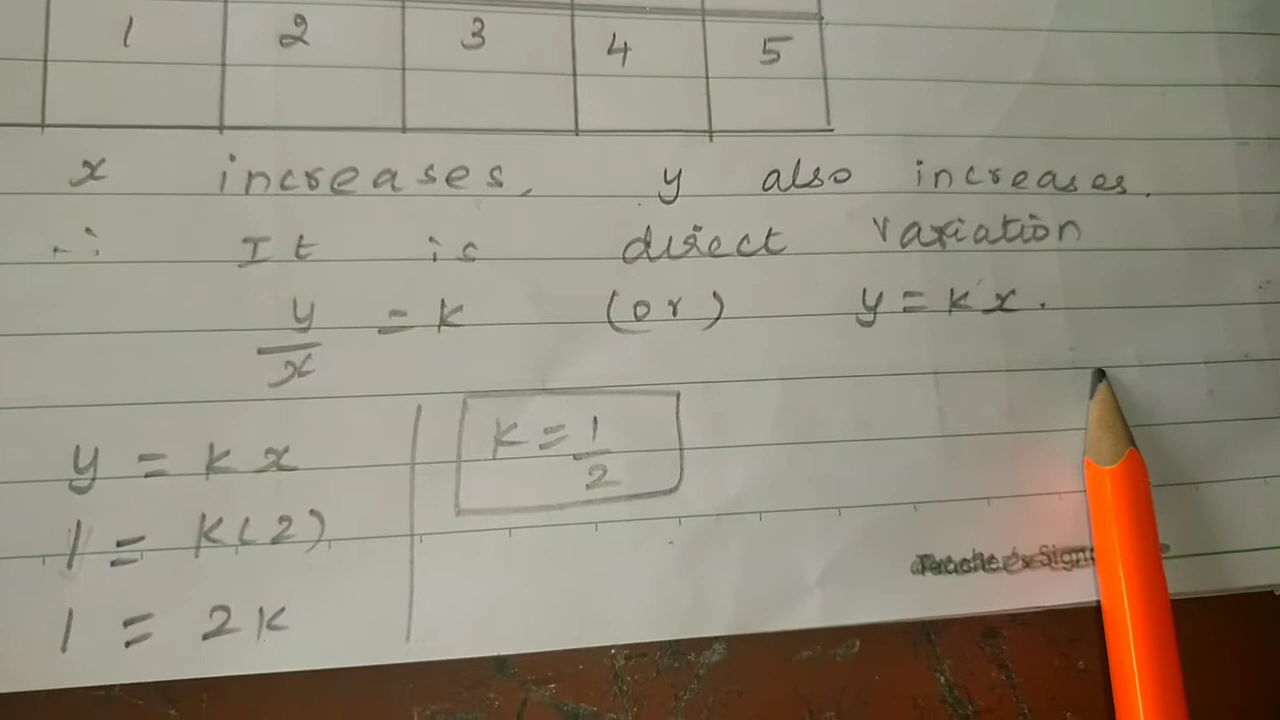 1 2 3 4 5
x increases, y also increases.
∴ It is direct variation
y/x = k (or) y = kx.
y = kx
1 = k(2)
1 = 2k
k = 1/2
Teacher's Sign